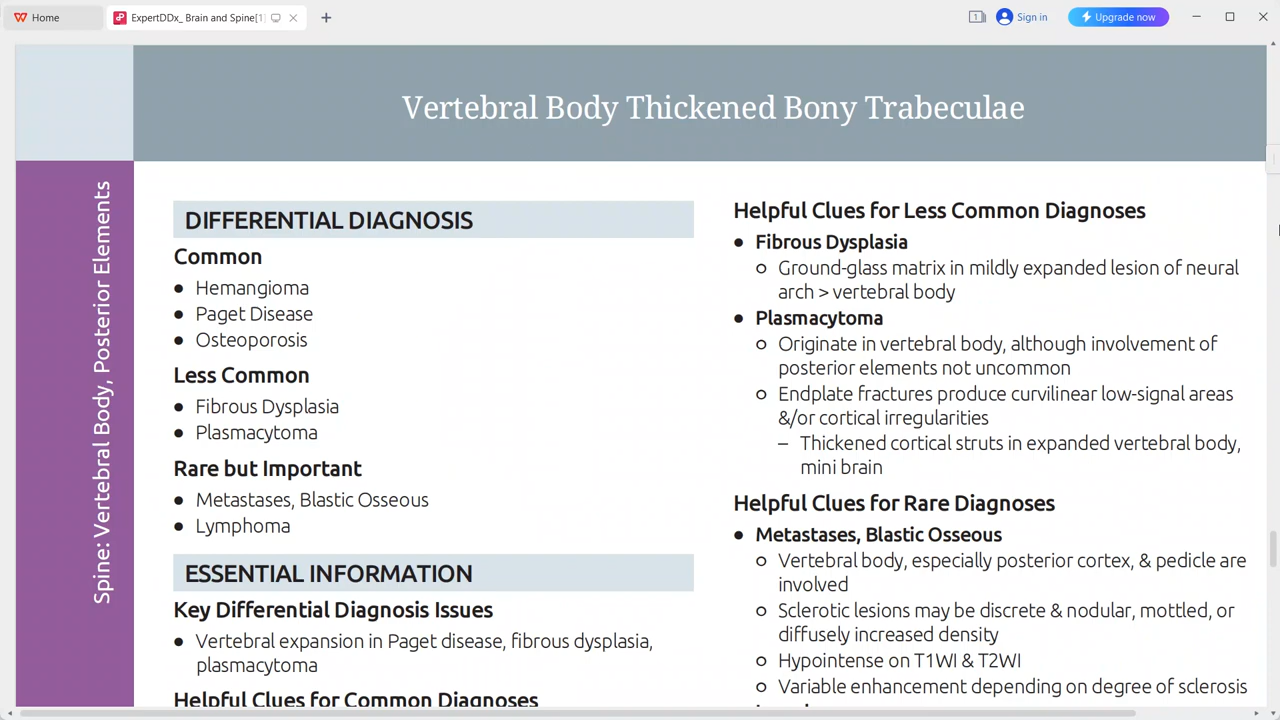 Home
ExpertDDx_ Brain and Spine[1]
1
Sign in
Upgrade now
Vertebral Body Thickened Bony Trabeculae
Spine: Vertebral Body, Posterior Elements
DIFFERENTIAL DIAGNOSIS
Common
● Hemangioma
● Paget Disease
● Osteoporosis
Less Common
● Fibrous Dysplasia
● Plasmacytoma
Rare but Important
● Metastases, Blastic Osseous
● Lymphoma
ESSENTIAL INFORMATION
Key Differential Diagnosis Issues
● Vertebral expansion in Paget disease, fibrous dysplasia,
plasmacytoma
Helpful Clues for Common Diagnoses
Helpful Clues for Less Common Diagnoses
● Fibrous Dysplasia
○ Ground-glass matrix in mildly expanded lesion of neural
arch > vertebral body
● Plasmacytoma
○ Originate in vertebral body, although involvement of
posterior elements not uncommon
○ Endplate fractures produce curvilinear low-signal areas
&/or cortical irregularities
– Thickened cortical struts in expanded vertebral body,
mini brain
Helpful Clues for Rare Diagnoses
● Metastases, Blastic Osseous
○ Vertebral body, especially posterior cortex, & pedicle are
involved
○ Sclerotic lesions may be discrete & nodular, mottled, or
diffusely increased density
○ Hypointense on T1WI & T2WI
○ Variable enhancement depending on degree of sclerosis